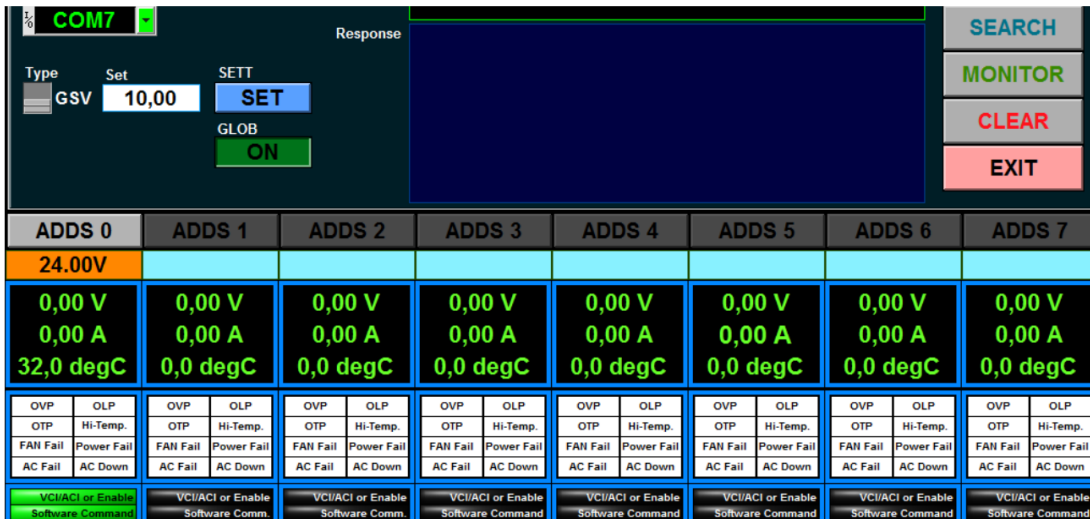 I/O COM7
Response
SEARCH
Type Set SETT
MONITOR
GSV 10,00 SET
GLOB
CLEAR
ON
EXIT
ADDS 0 ADDS 1 ADDS 2 ADDS 3 ADDS 4 ADDS 5 ADDS 6 ADDS 7
24.00V
0,00 V 0,00 V 0,00 V 0,00 V 0,00 V 0,00 V 0,00 V 0,00 V
0,00 A 0,00 A 0,00 A 0,00 A 0,00 A 0,00 A 0,00 A 0,00 A
32,0 degC 0,0 degC 0,0 degC 0,0 degC 0,0 degC 0,0 degC 0,0 degC 0,0 degC
OVP OLP OVP OLP OVP OLP OVP OLP OVP OLP OVP OLP OVP OLP OVP OLP
OTP Hi-Temp. OTP Hi-Temp. OTP Hi-Temp. OTP Hi-Temp. OTP Hi-Temp. OTP Hi-Temp. OTP Hi-Temp. OTP Hi-Temp.
FAN Fail Power Fail FAN Fail Power Fail FAN Fail Power Fail FAN Fail Power Fail FAN Fail Power Fail FAN Fail Power Fail FAN Fail Power Fail FAN Fail Power Fail
AC Fail AC Down AC Fail AC Down AC Fail AC Down AC Fail AC Down AC Fail AC Down AC Fail AC Down AC Fail AC Down AC Fail AC Down
VCI/ACI or Enable VCI/ACI or Enable VCI/ACI or Enable VCI/ACI or Enable VCI/ACI or Enable VCI/ACI or Enable VCI/ACI or Enable VCI/ACI or Enable
Software Command Software Comm. Software Comm. Software Command Software Command Software Command Software Command Software Command